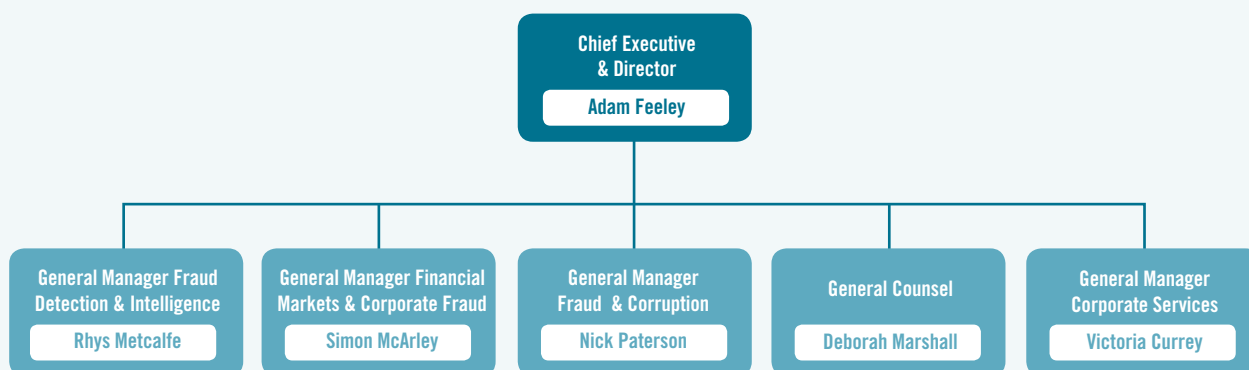 Chief Executive
& Director
Adam Feeley
General Manager Fraud
Detection & Intelligence
Rhys Metcalfe
General Manager Financial
Markets & Corporate Fraud
Simon McArley
General Manager
Fraud & Corruption
Nick Paterson
General Counsel
Deborah Marshall
General Manager
Corporate Services
Victoria Currey